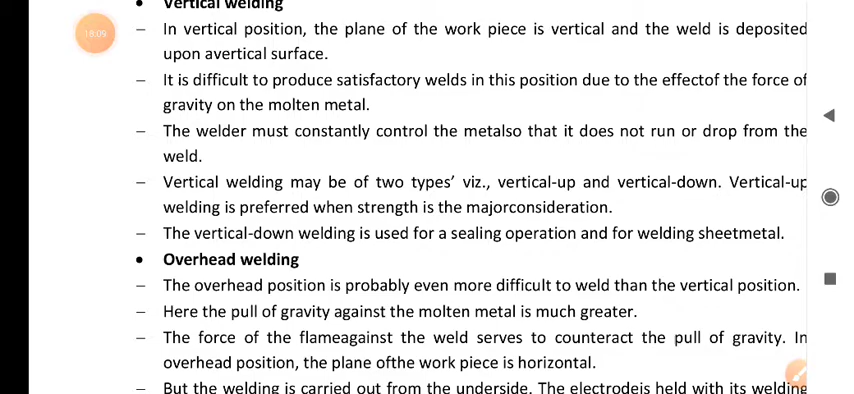 • Vertical welding
18:09
– In vertical position, the plane of the work piece is vertical and the weld is deposited
upon avertical surface.
– It is difficult to produce satisfactory welds in this position due to the effectof the force of
gravity on the molten metal.
– The welder must constantly control the metalso that it does not run or drop from the
weld.
– Vertical welding may be of two types’ viz., vertical-up and vertical-down. Vertical-up
welding is preferred when strength is the majorconsideration.
– The vertical-down welding is used for a sealing operation and for welding sheetmetal.
• Overhead welding
– The overhead position is probably even more difficult to weld than the vertical position.
– Here the pull of gravity against the molten metal is much greater.
– The force of the flameagainst the weld serves to counteract the pull of gravity. In
overhead position, the plane ofthe work piece is horizontal.
– But the welding is carried out from the underside. The electrodeis held with its welding